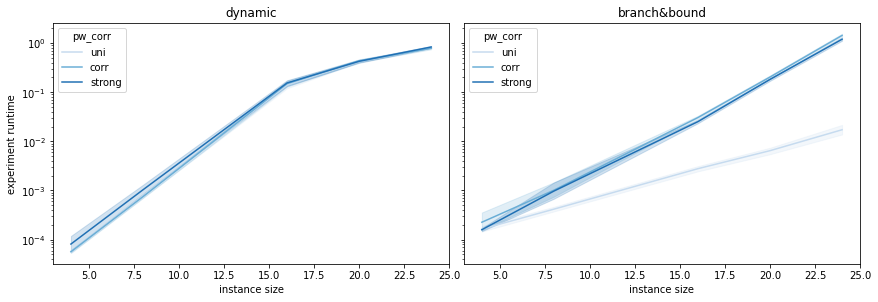 dynamic
experiment runtime
10⁰
10⁻¹
10⁻²
10⁻³
10⁻⁴
pw_corr
uni
corr
strong
5.0 7.5 10.0 12.5 15.0 17.5 20.0 22.5 25.0
instance size
branch&bound
pw_corr
uni
corr
strong
5.0 7.5 10.0 12.5 15.0 17.5 20.0 22.5 25.0
instance size